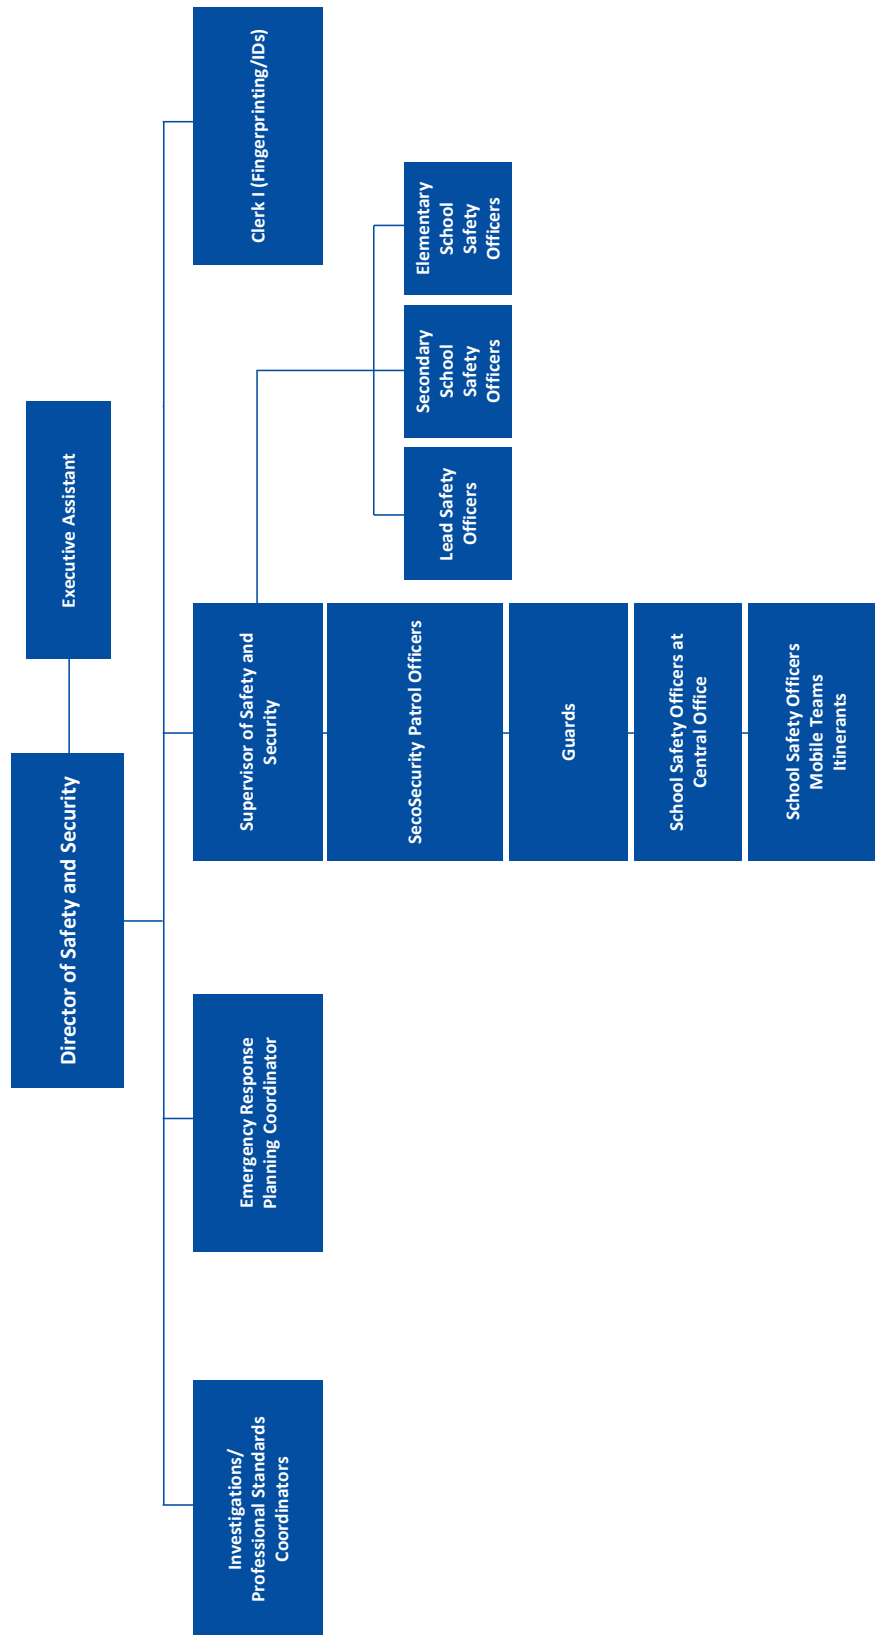 Director of Safety and Security
Executive Assistant
Investigations/
Professional Standards
Coordinators
Emergency Response
Planning Coordinator
Supervisor of Safety and
Security
Clerk I (Fingerprinting/IDs)
SecoSecurity Patrol Officers
Guards
School Safety Officers at
Central Office
School Safety Officers
Mobile Teams
Itinerants
Lead Safety
Officers
Secondary
School
Safety
Officers
Elementary
School
Safety
Officers